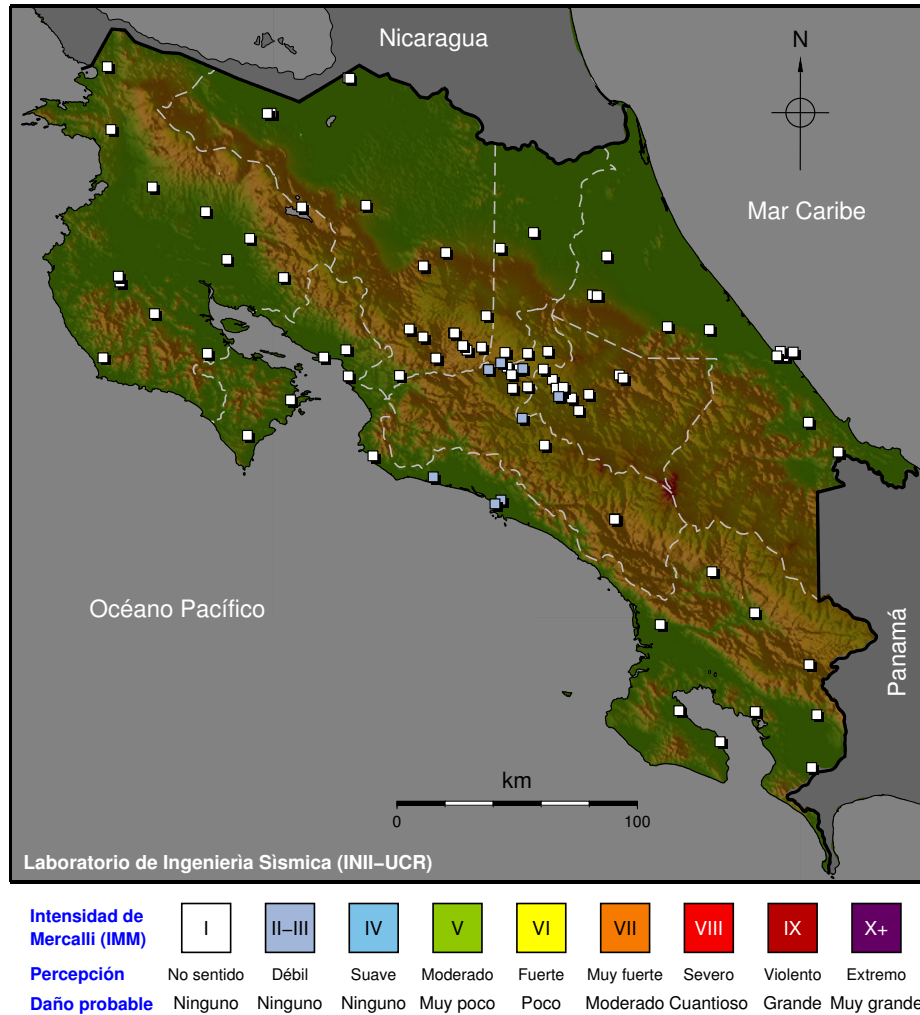 Nicaragua
N
Mar Caribe
Océano Pacífico
Panamá
km
0 100
Laboratorio de Ingenierìa Sìsmica (INII–UCR)
Intensidad de
Mercalli (IMM)
I II–III IV V VI VII VIII IX X+
Percepción No sentido Débil Suave Moderado Fuerte Muy fuerte Severo Violento Extremo
Daño probable Ninguno Ninguno Ninguno Muy poco Poco Moderado Cuantioso Grande Muy grande